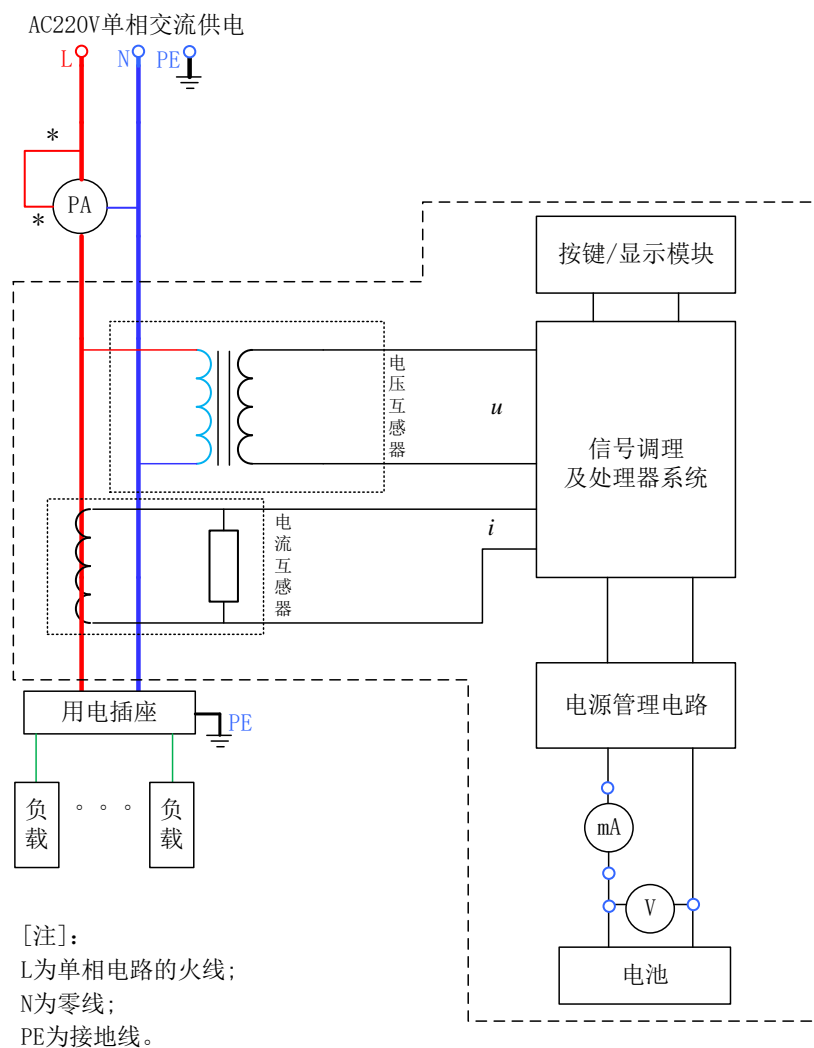 AC220V单相交流供电
L
N
PE
*
*
PA
按键/显示模块
电压互感器
u
信号调理
及处理器系统
电流互感器
i
用电插座
PE
电源管理电路
负载
。。。
负载
mA
V
电池
[注]:
L为单相电路的火线;
N为零线;
PE为接地线。